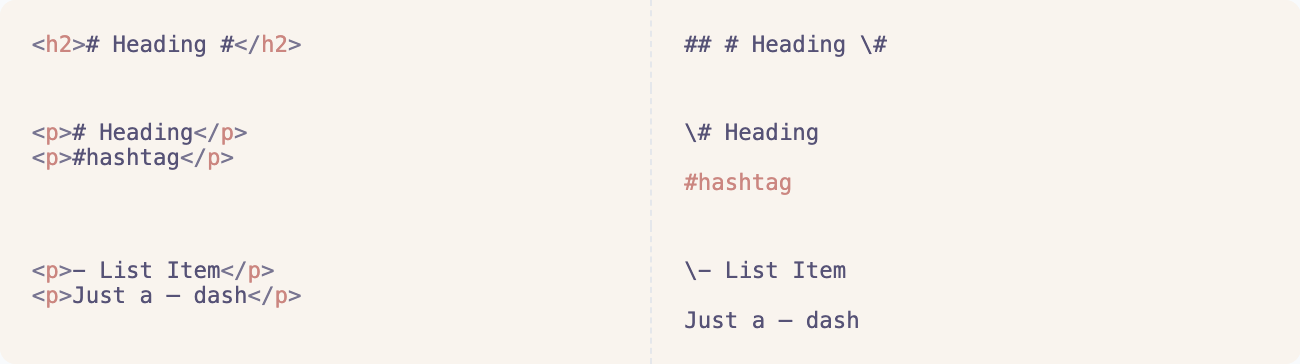 <h2># Heading #</h2>
<p># Heading</p>
<p>#hashtag</p>
<p>- List Item</p>
<p>Just a – dash</p>
## # Heading \#
\# Heading
#hashtag
\- List Item
Just a – dash